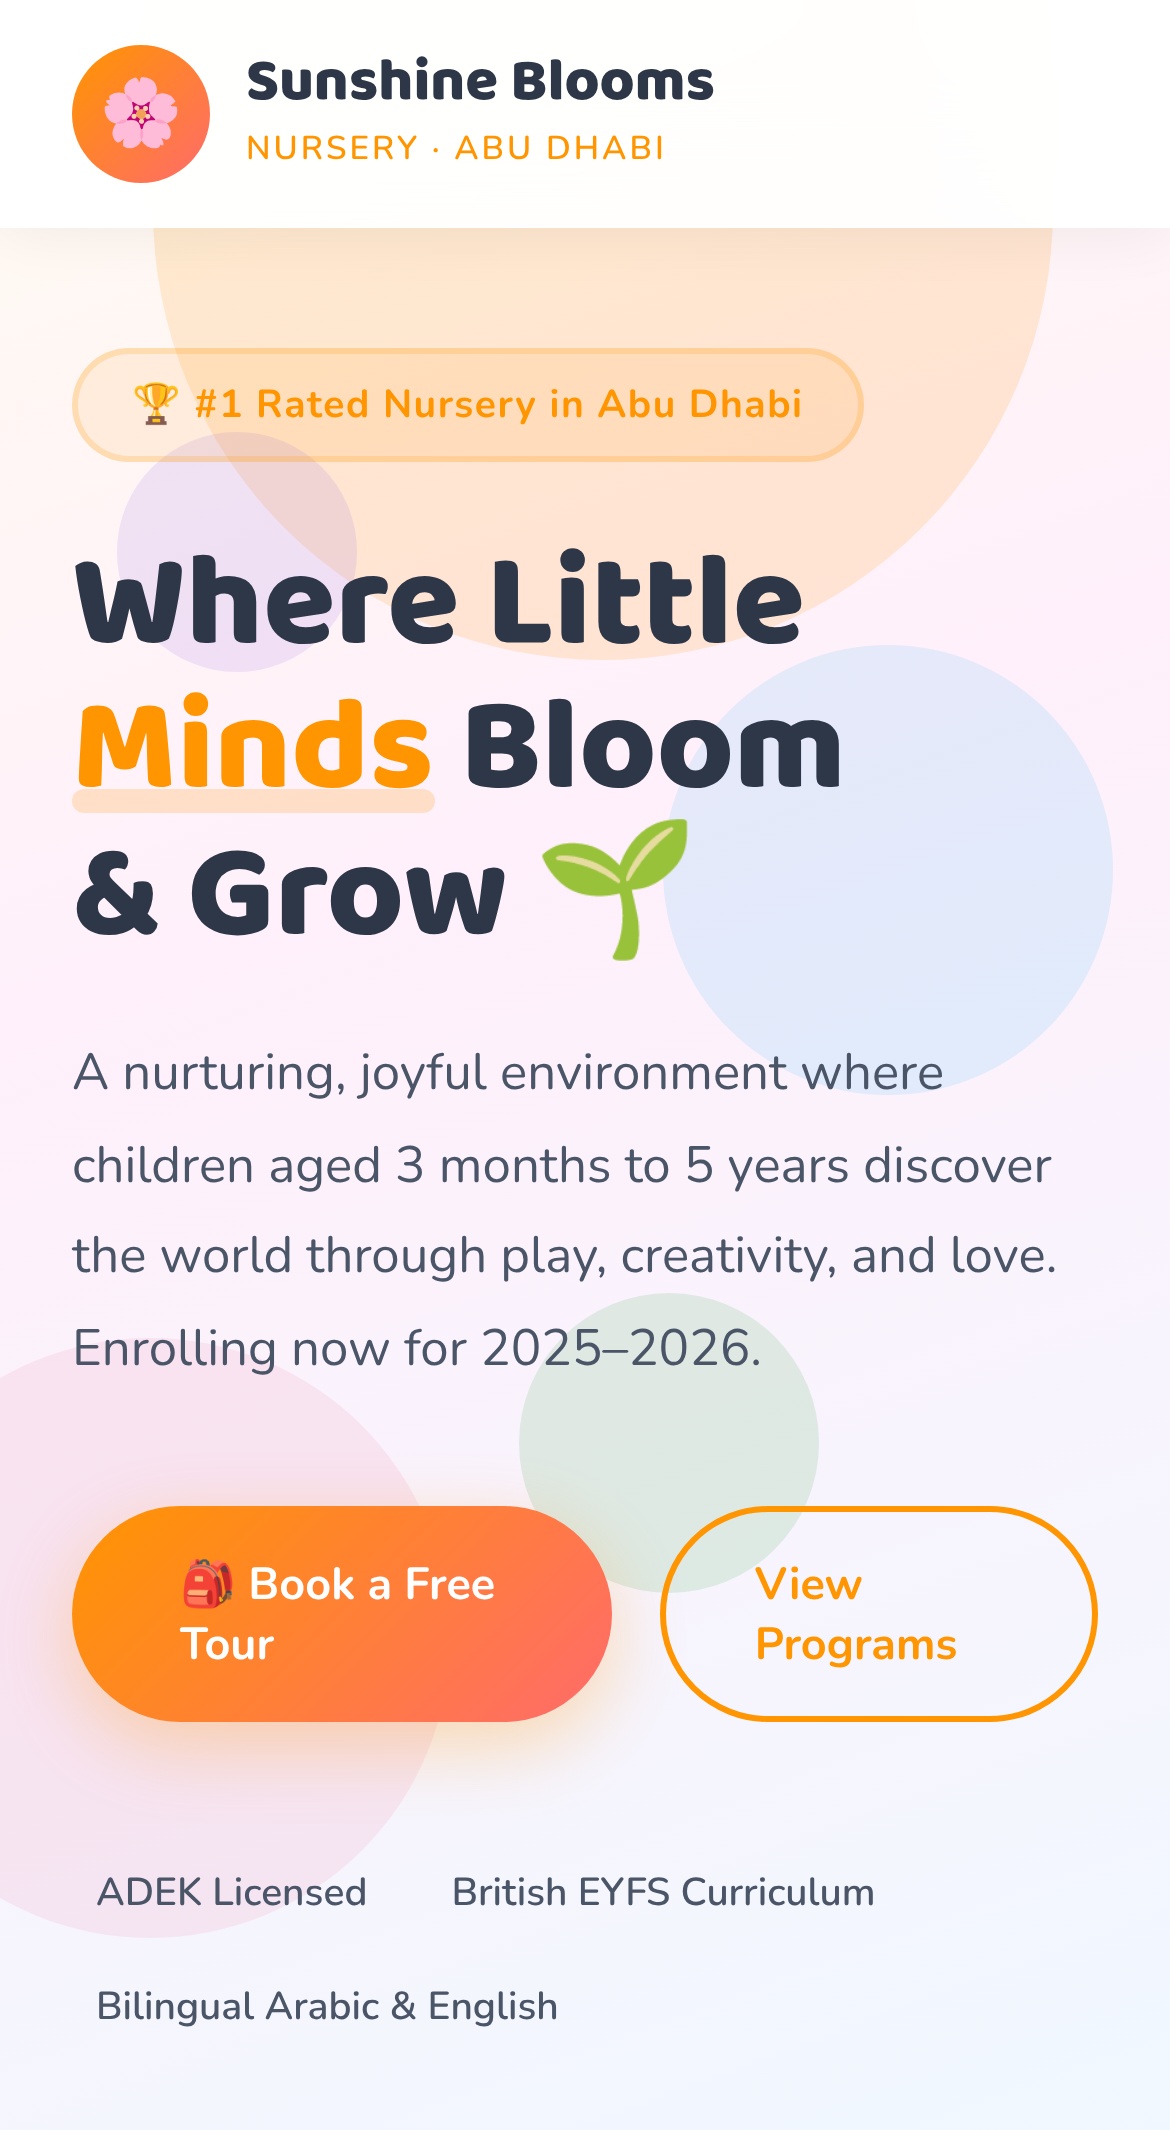 Sunshine Blooms
NURSERY · ABU DHABI
🏆 #1 Rated Nursery in Abu Dhabi
Where Little
Minds Bloom
& Grow 🌱
A nurturing, joyful environment where
children aged 3 months to 5 years discover
the world through play, creativity, and love.
Enrolling now for 2025–2026.
🎒 Book a Free
Tour
View
Programs
ADEK Licensed
British EYFS Curriculum
Bilingual Arabic & English